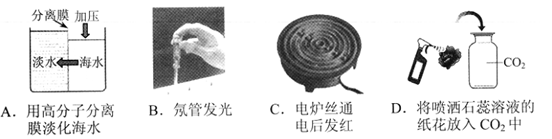 分离膜 加压
淡水 海水
CO₂
A．用高分子分离膜淡化海水
B．氖管发光
C．电炉丝通电后发红
D．将喷洒石蕊溶液的纸花放入CO₂中